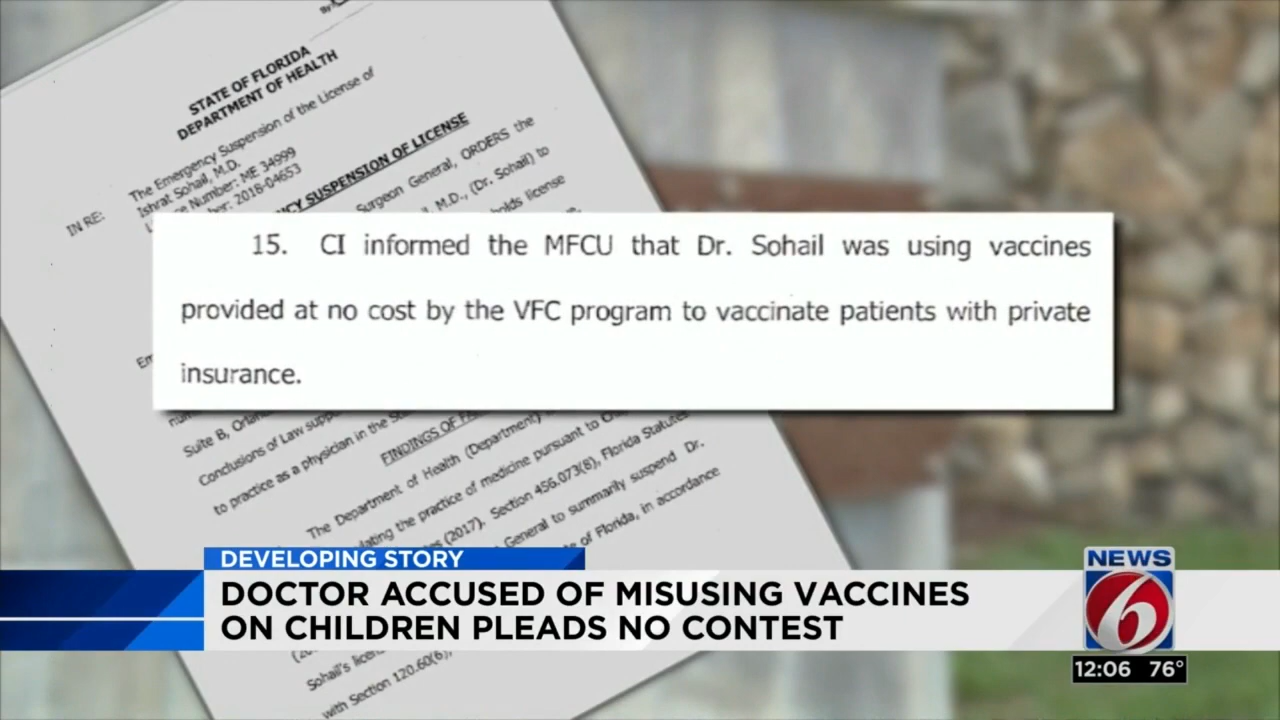 STATE OF FLORIDA
DEPARTMENT OF HEALTH
The Emergency Suspension of the License of
IN RE:
Ishrat Sohail, M.D.
Number: ME 34999
2018-04653
SUSPENSION OF LICENSE
Surgeon General, ORDERS the
M.D., (Dr. Sohail) to
holds license
15. CI informed the MFCU that Dr. Sohail was using vaccines
provided at no cost by the VFC program to vaccinate patients with private
insurance.
Suite B,
Conclusions of Law
to practice as a physician in the
FINDINGS OF
The Department of Health (Department)
the practice of medicine pursuant to
(2017). Section 456.073(8), Florida Statutes
General to summarily suspend Dr.
of Florida, in accordance
Sohail's
with Section 120.60(6),
DEVELOPING STORY
DOCTOR ACCUSED OF MISUSING VACCINES
ON CHILDREN PLEADS NO CONTEST
NEWS
6
12:06 76°